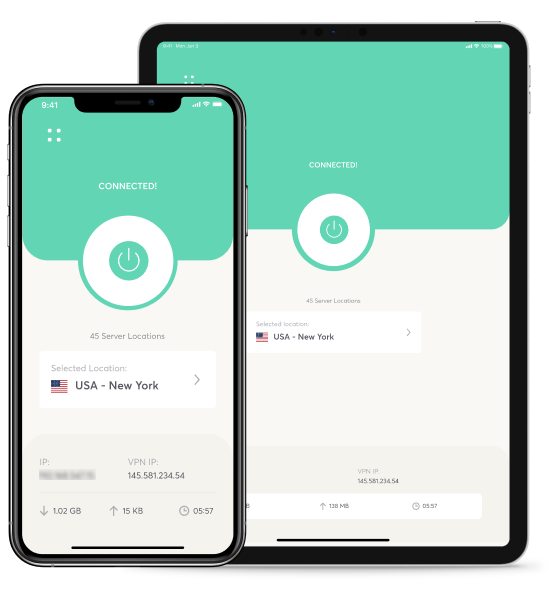 9:41
CONNECTED!
45 Server Locations
Selected Location:
USA - New York
IP:
VPN IP:
145.581.234.54
1.02 GB
15 KB
05:57
9:41 Mon Jan 3
100%
CONNECTED!
45 Server Locations
Selected location:
USA - New York
VPN IP:
145.581.234.54
138 MB
05:57